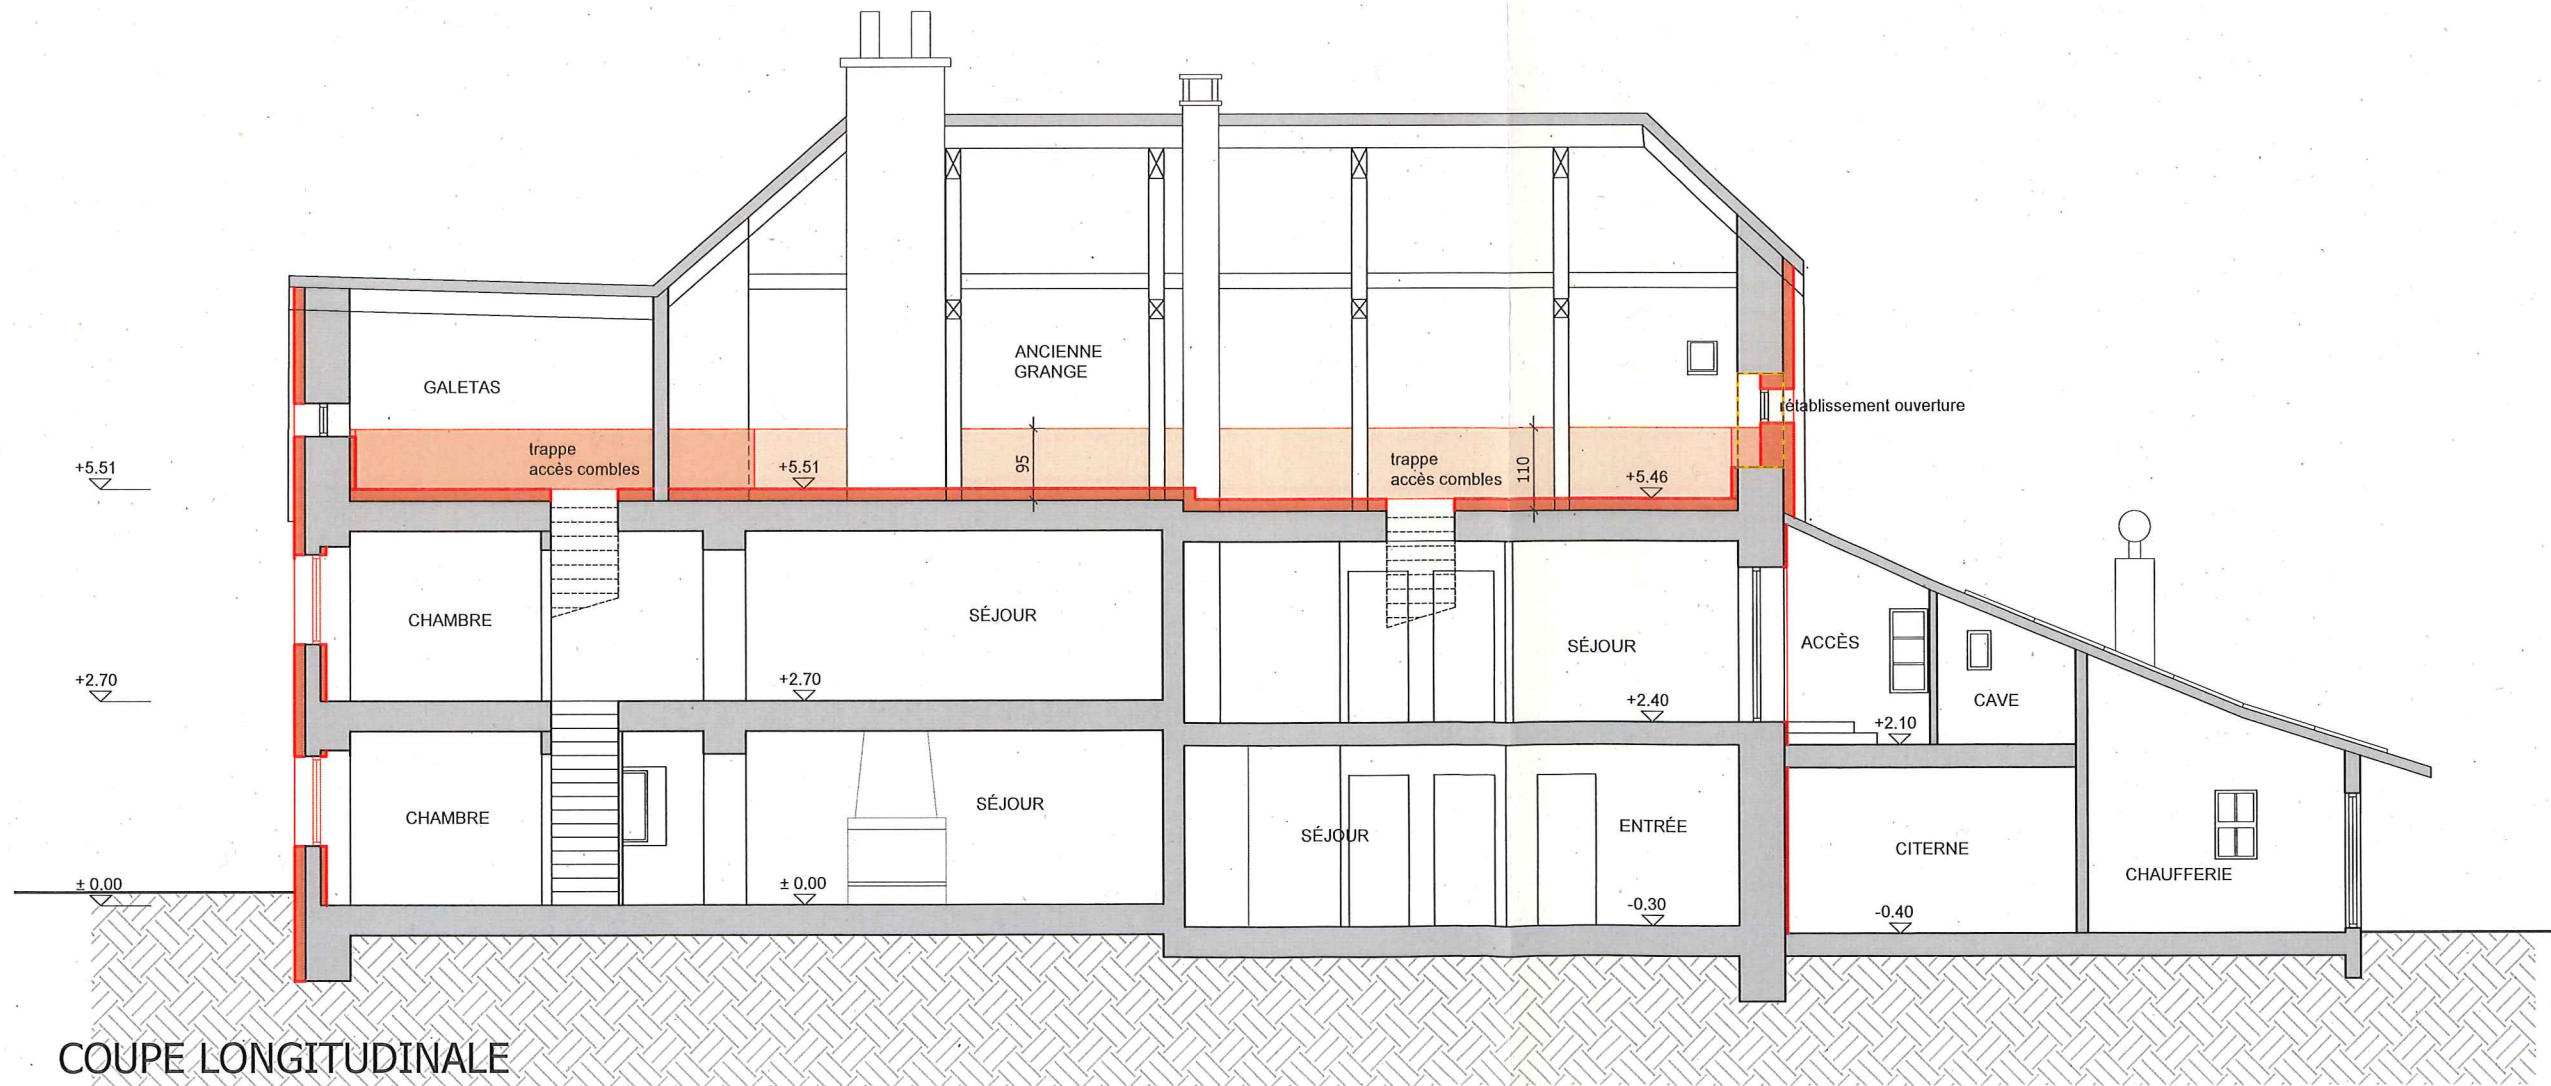 ANCIENNE
GRANGE
GALETAS
rétablissement ouverture
trappe
accès combles
+5.51
+5.51
95
trappe
accès combles
110
+5.46
CHAMBRE
SÉJOUR
SÉJOUR
ACCÈS
CAVE
+2.70
+2.70
+2.40
+2.10
CHAMBRE
SÉJOUR
SÉJOUR
ENTRÉE
CITERNE
CHAUFFERIE
± 0.00
± 0.00
-0.30
-0.40
COUPE LONGITUDINALE